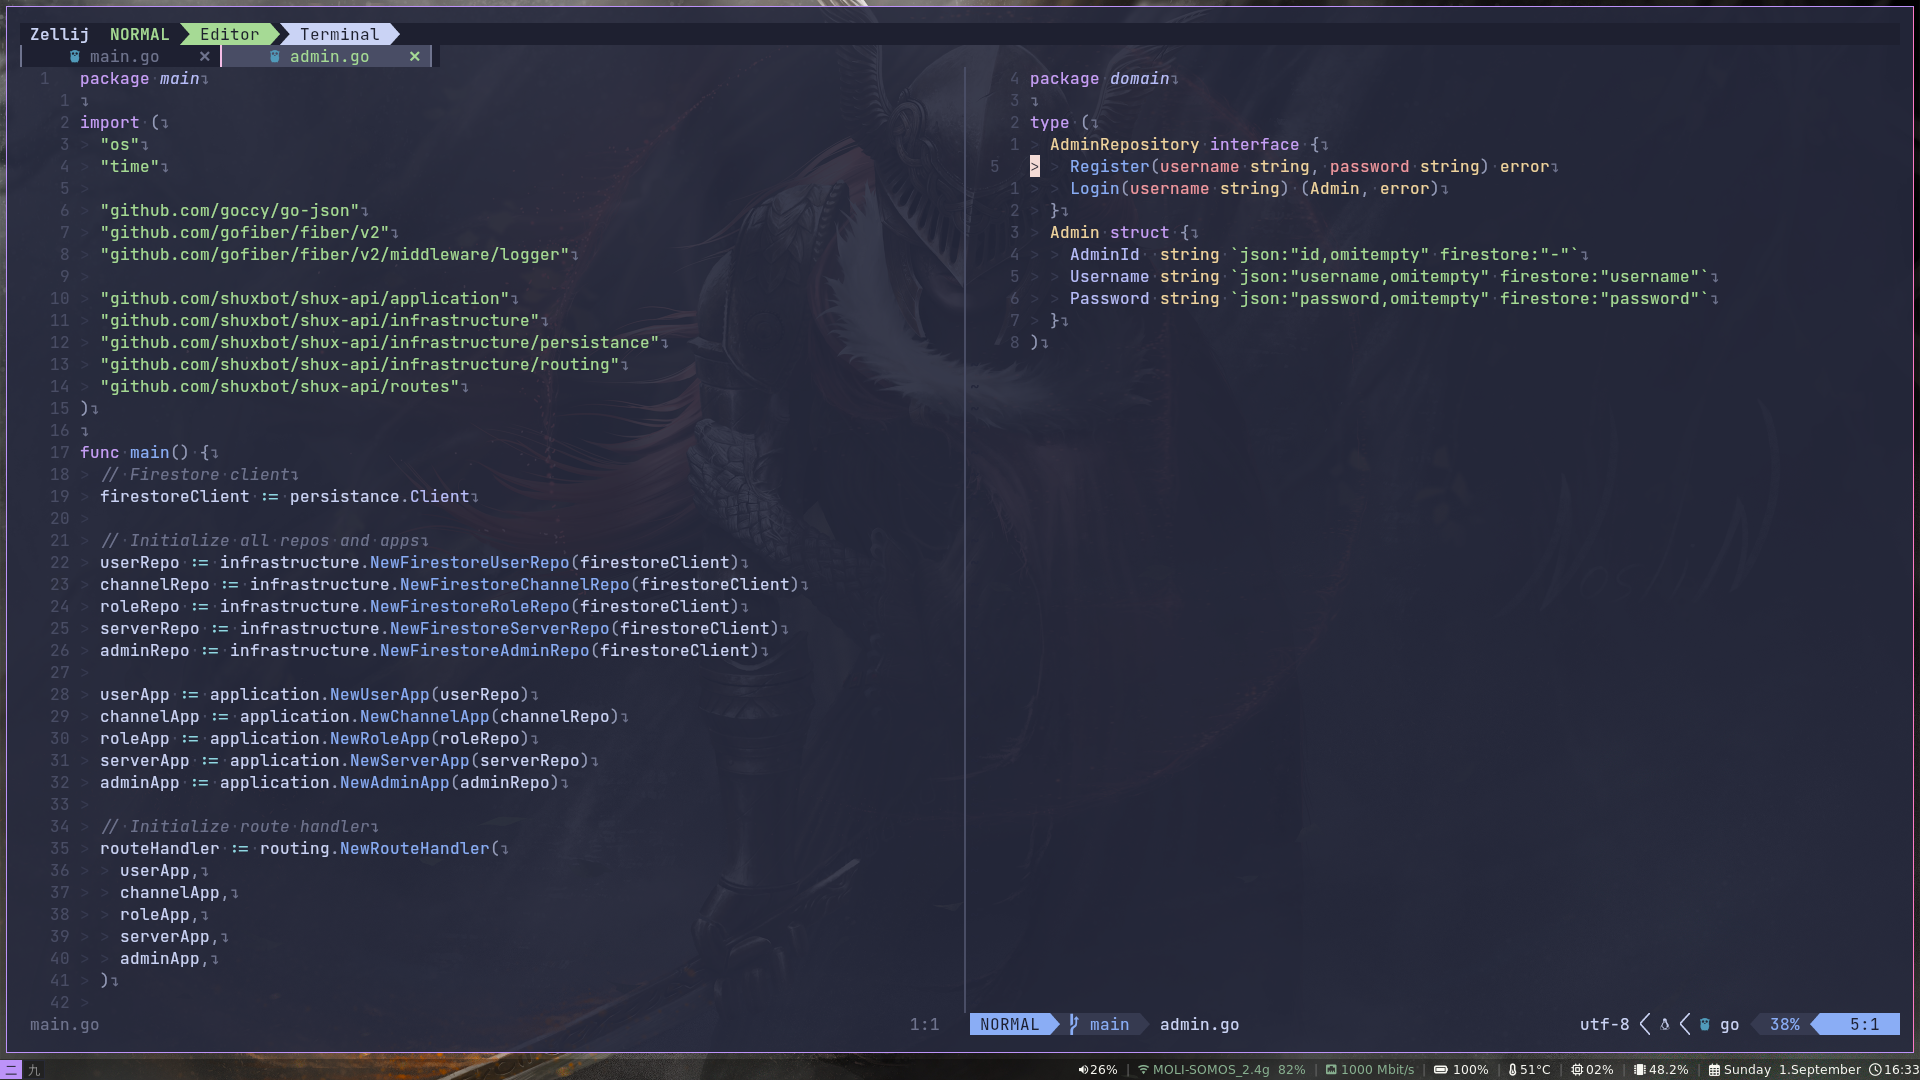 Zellij NORMAL Editor Terminal
main.go × admin.go ×
1 package main
1
2 import (
3 "os"
4 "time"
5
6 "github.com/goccy/go-json"
7 "github.com/gofiber/fiber/v2"
8 "github.com/gofiber/fiber/v2/middleware/logger"
9
10 "github.com/shuxbot/shux-api/application"
11 "github.com/shuxbot/shux-api/infrastructure"
12 "github.com/shuxbot/shux-api/infrastructure/persistance"
13 "github.com/shuxbot/shux-api/infrastructure/routing"
14 "github.com/shuxbot/shux-api/routes"
15 )
16
17 func main() {
18 // Firestore client
19 firestoreClient := persistance.Client
20
21 // Initialize all repos and apps
22 userRepo := infrastructure.NewFirestoreUserRepo(firestoreClient)
23 channelRepo := infrastructure.NewFirestoreChannelRepo(firestoreClient)
24 roleRepo := infrastructure.NewFirestoreRoleRepo(firestoreClient)
25 serverRepo := infrastructure.NewFirestoreServerRepo(firestoreClient)
26 adminRepo := infrastructure.NewFirestoreAdminRepo(firestoreClient)
27
28 userApp := application.NewUserApp(userRepo)
29 channelApp := application.NewChannelApp(channelRepo)
30 roleApp := application.NewRoleApp(roleRepo)
31 serverApp := application.NewServerApp(serverRepo)
32 adminApp := application.NewAdminApp(adminRepo)
33
34 // Initialize route handler
35 routeHandler := routing.NewRouteHandler(
36 userApp,
37 channelApp,
38 roleApp,
39 serverApp,
40 adminApp,
41 )
42
main.go 1:1
4 package domain
3
2 type (
1 AdminRepository interface {
5 Register(username string, password string) error
1 Login(username string) (Admin, error)
2 }
3 Admin struct {
4 AdminId string `json:"id,omitempty" firestore:"-"`
5 Username string `json:"username,omitempty" firestore:"username"`
6 Password string `json:"password,omitempty" firestore:"password"`
7 }
8 )
~
NORMAL main admin.go utf-8 go 38% 5:1
二 九 26% | MOLI-SOMOS_2.4g 82% | 1000 Mbit/s | 100% | 51°C 02% 48.2% | Sunday 1.September 16:33